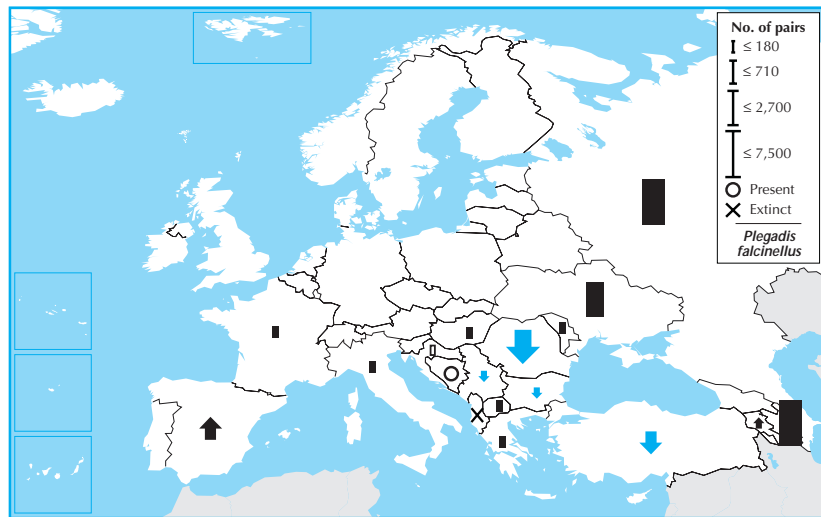 No. of pairs
≤ 180
≤ 710
≤ 2,700
≤ 7,500
Present
Extinct
Plegadis
falcinellus